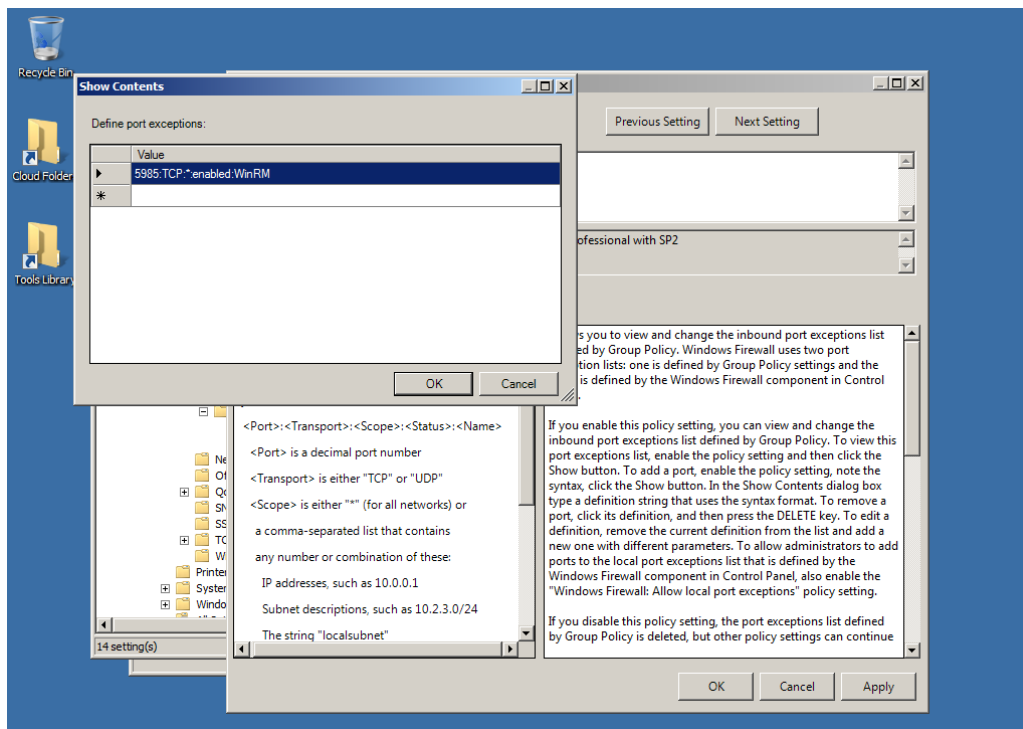 Recycle Bin
Cloud Folder
Tools Library
Show Contents
Define port exceptions:
Value
5985:TCP:*:enabled:WinRM
*
OK
Cancel
Previous Setting
Next Setting
ofessional with SP2
s you to view and change the inbound port exceptions list
ed by Group Policy. Windows Firewall uses two port
tion lists: one is defined by Group Policy settings and the
is defined by the Windows Firewall component in Control
If you enable this policy setting, you can view and change the
inbound port exceptions list defined by Group Policy. To view this
port exceptions list, enable the policy setting and then click the
Show button. To add a port, enable the policy setting, note the
syntax, click the Show button. In the Show Contents dialog box
type a definition string that uses the syntax format. To remove a
port, click its definition, and then press the DELETE key. To edit a
definition, remove the current definition from the list and add a
new one with different parameters. To allow administrators to add
ports to the local port exceptions list that is defined by the
Windows Firewall component in Control Panel, also enable the
"Windows Firewall: Allow local port exceptions" policy setting.
If you disable this policy setting, the port exceptions list defined
by Group Policy is deleted, but other policy settings can continue
<Port>:<Transport>:<Scope>:<Status>:<Name>
<Port> is a decimal port number
<Transport> is either "TCP" or "UDP"
<Scope> is either "*" (for all networks) or
a comma-separated list that contains
any number or combination of these:
IP addresses, such as 10.0.0.1
Subnet descriptions, such as 10.2.3.0/24
The string "localsubnet"
Ne
Of
Qo
SN
SS
TC
W
Printe
Syster
Windo
14 setting(s)
OK
Cancel
Apply